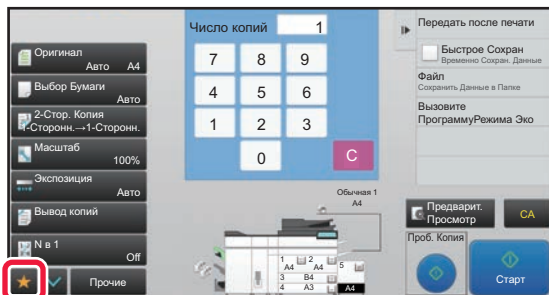 Число копий
1
Передать после печати
Оригинал
Авто A4
Выбор Бумаги
Авто
2-Стор. Копия
1-Сторонн.→1-Сторонн.
Масштаб
100%
Экспозиция
Авто
Вывод копий
N в 1
Off
Прочие
7 8 9
4 5 6
1 2 3
0 C
Обычная 1
A4
1 2
A4 A4
5
3 B4
4 A3
A4
Быстрое Сохран
Временно Сохран. Данные
Файл
Сохранить Данные в Папке
Вызовите
ПрограммуРежима Эко
Предварит.
Просмотр
CA
Проб. Копия
Старт